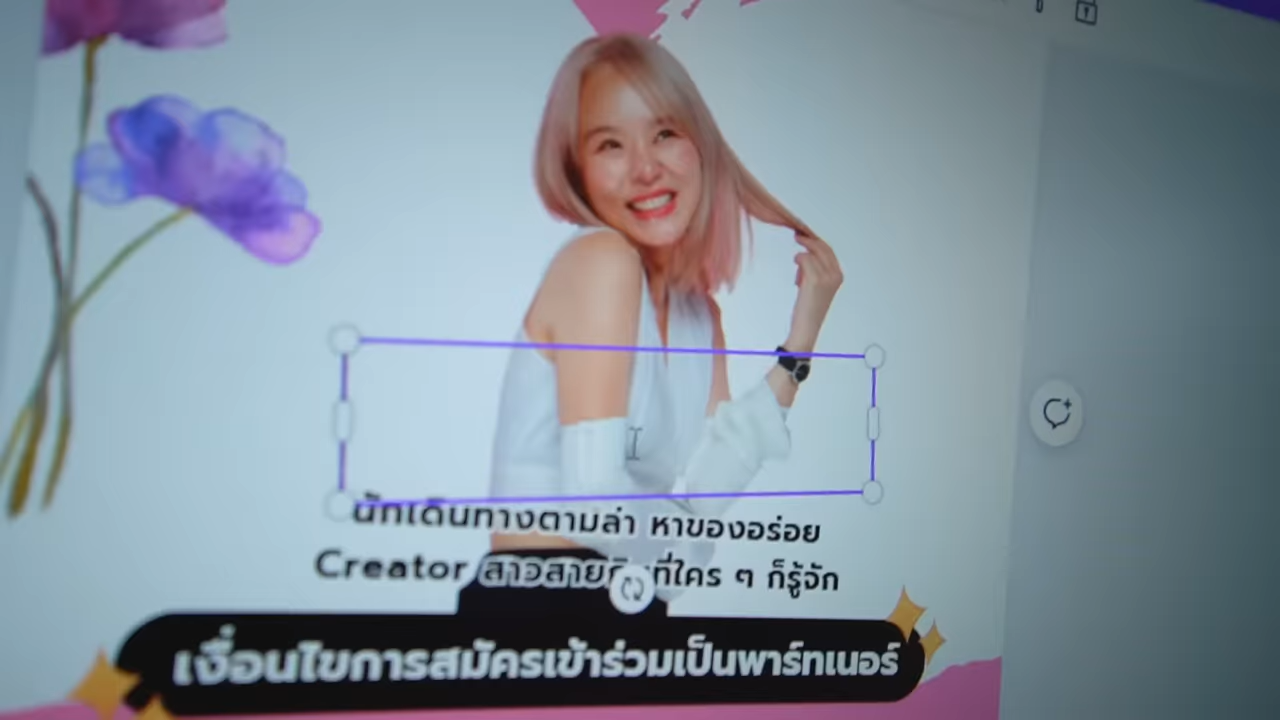 นักเดินทางตามล่า หาของอร่อย
Creator สาวสายกินที่ใคร ๆ ก็รู้จัก
เงื่อนไขการสมัครเข้าร่วมเป็นพาร์ทเนอร์